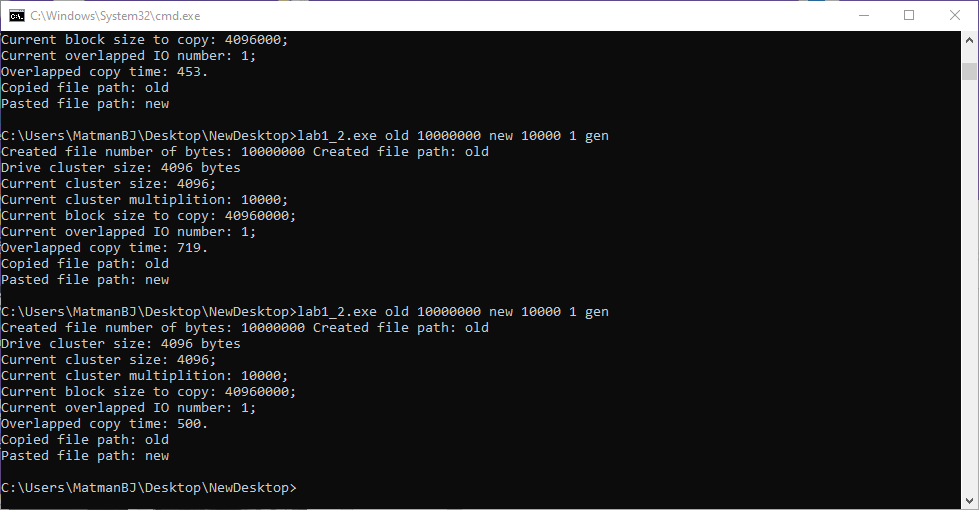 C:\Windows\System32\cmd.exe
Current block size to copy: 4096000;
Current overlapped IO number: 1;
Overlapped copy time: 453.
Copied file path: old
Pasted file path: new
C:\Users\MatmanBJ\Desktop\NewDesktop>lab1_2.exe old 10000000 new 10000 1 gen
Created file number of bytes: 10000000 Created file path: old
Drive cluster size: 4096 bytes
Current cluster size: 4096;
Current cluster multiplition: 10000;
Current block size to copy: 40960000;
Current overlapped IO number: 1;
Overlapped copy time: 719.
Copied file path: old
Pasted file path: new
C:\Users\MatmanBJ\Desktop\NewDesktop>lab1_2.exe old 10000000 new 10000 1 gen
Created file number of bytes: 10000000 Created file path: old
Drive cluster size: 4096 bytes
Current cluster size: 4096;
Current cluster multiplition: 10000;
Current block size to copy: 40960000;
Current overlapped IO number: 1;
Overlapped copy time: 500.
Copied file path: old
Pasted file path: new
C:\Users\MatmanBJ\Desktop\NewDesktop>